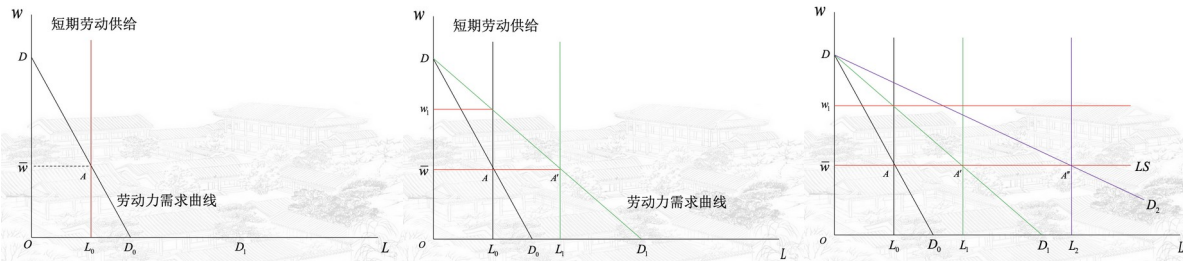 w
短期劳动供给
D
w̅
A
劳动力需求曲线
O
L₀
D₀
D₁
L
w
短期劳动供给
D
w₁
w̅
A
A'
劳动力需求曲线
O
L₀
D₀
L₁
D₁
L
w
D
w₁
w̅
A
A'
A''
LS
D₂
O
L₀
D₀
L₁
D₁
L₂
L